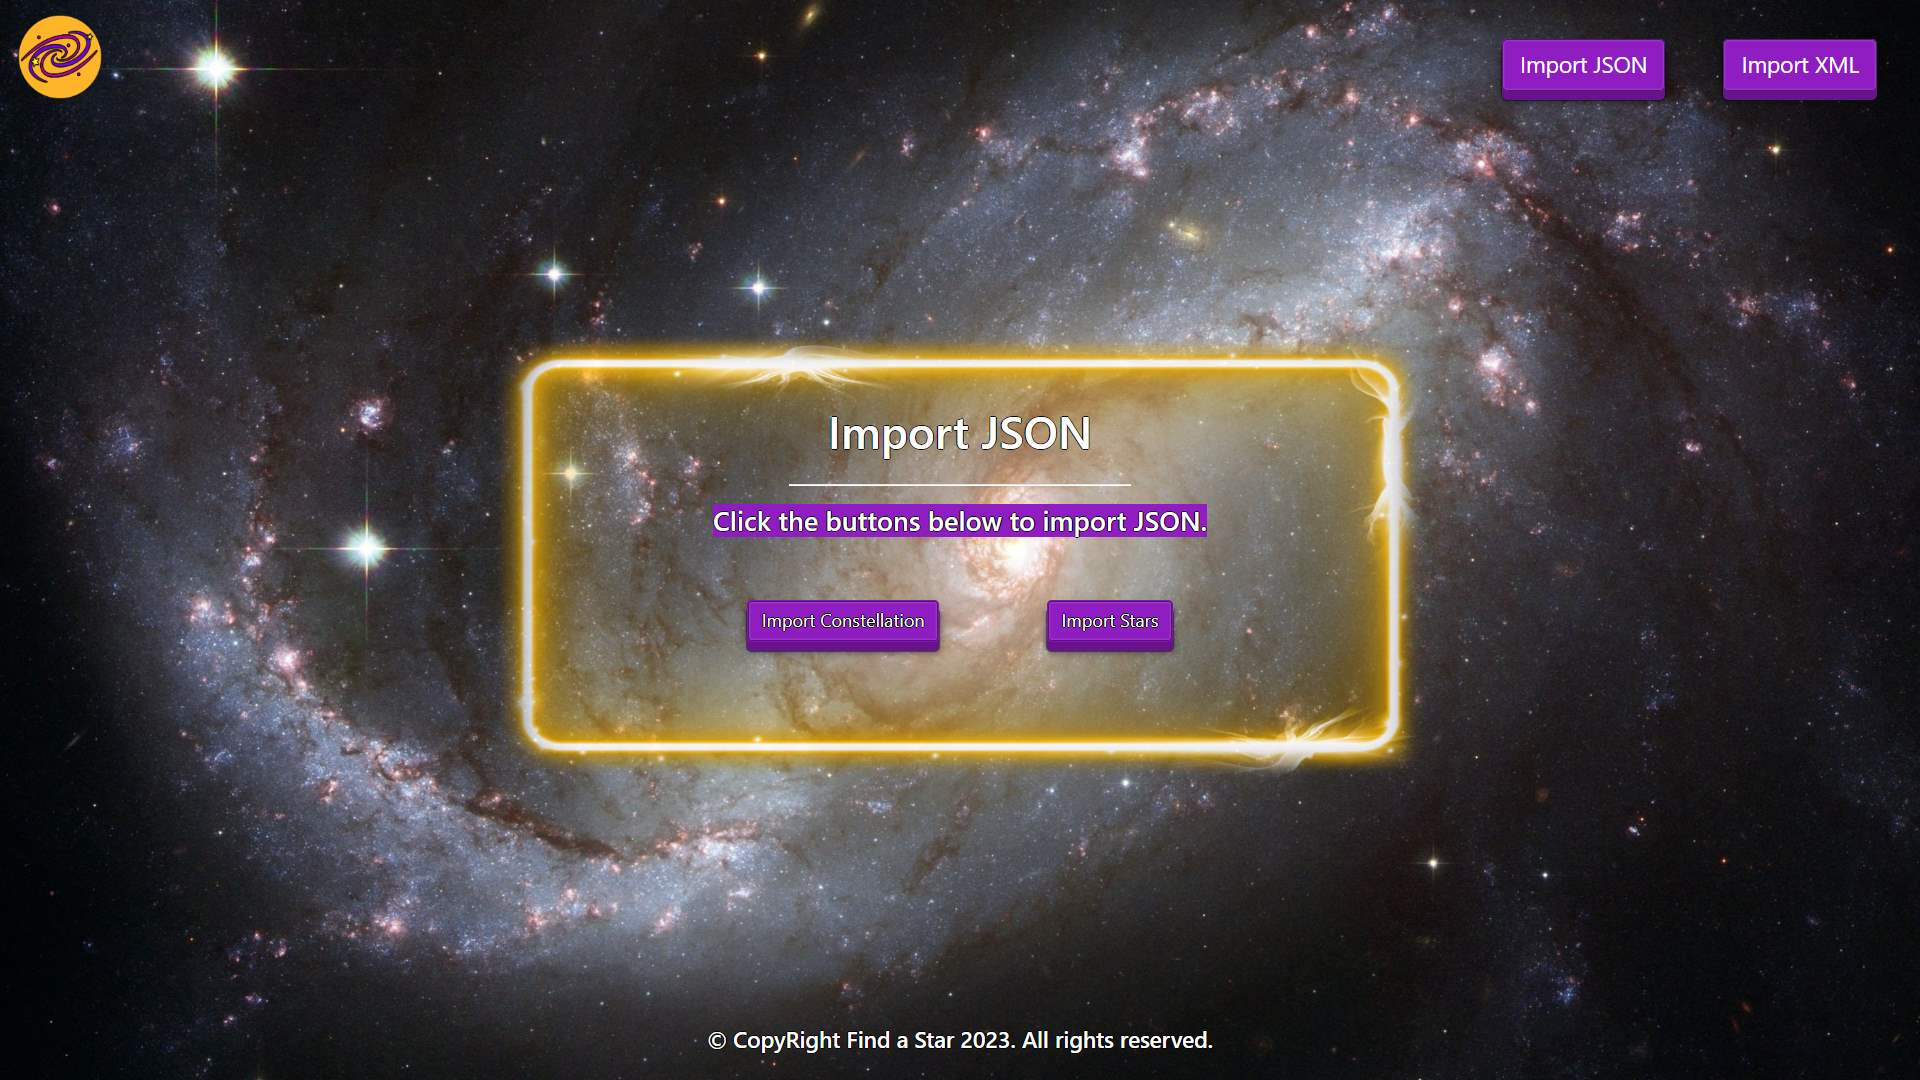 Import JSON
Import XML
Import JSON
Click the buttons below to import JSON.
Import Constellation
Import Stars
© CopyRight Find a Star 2023. All rights reserved.